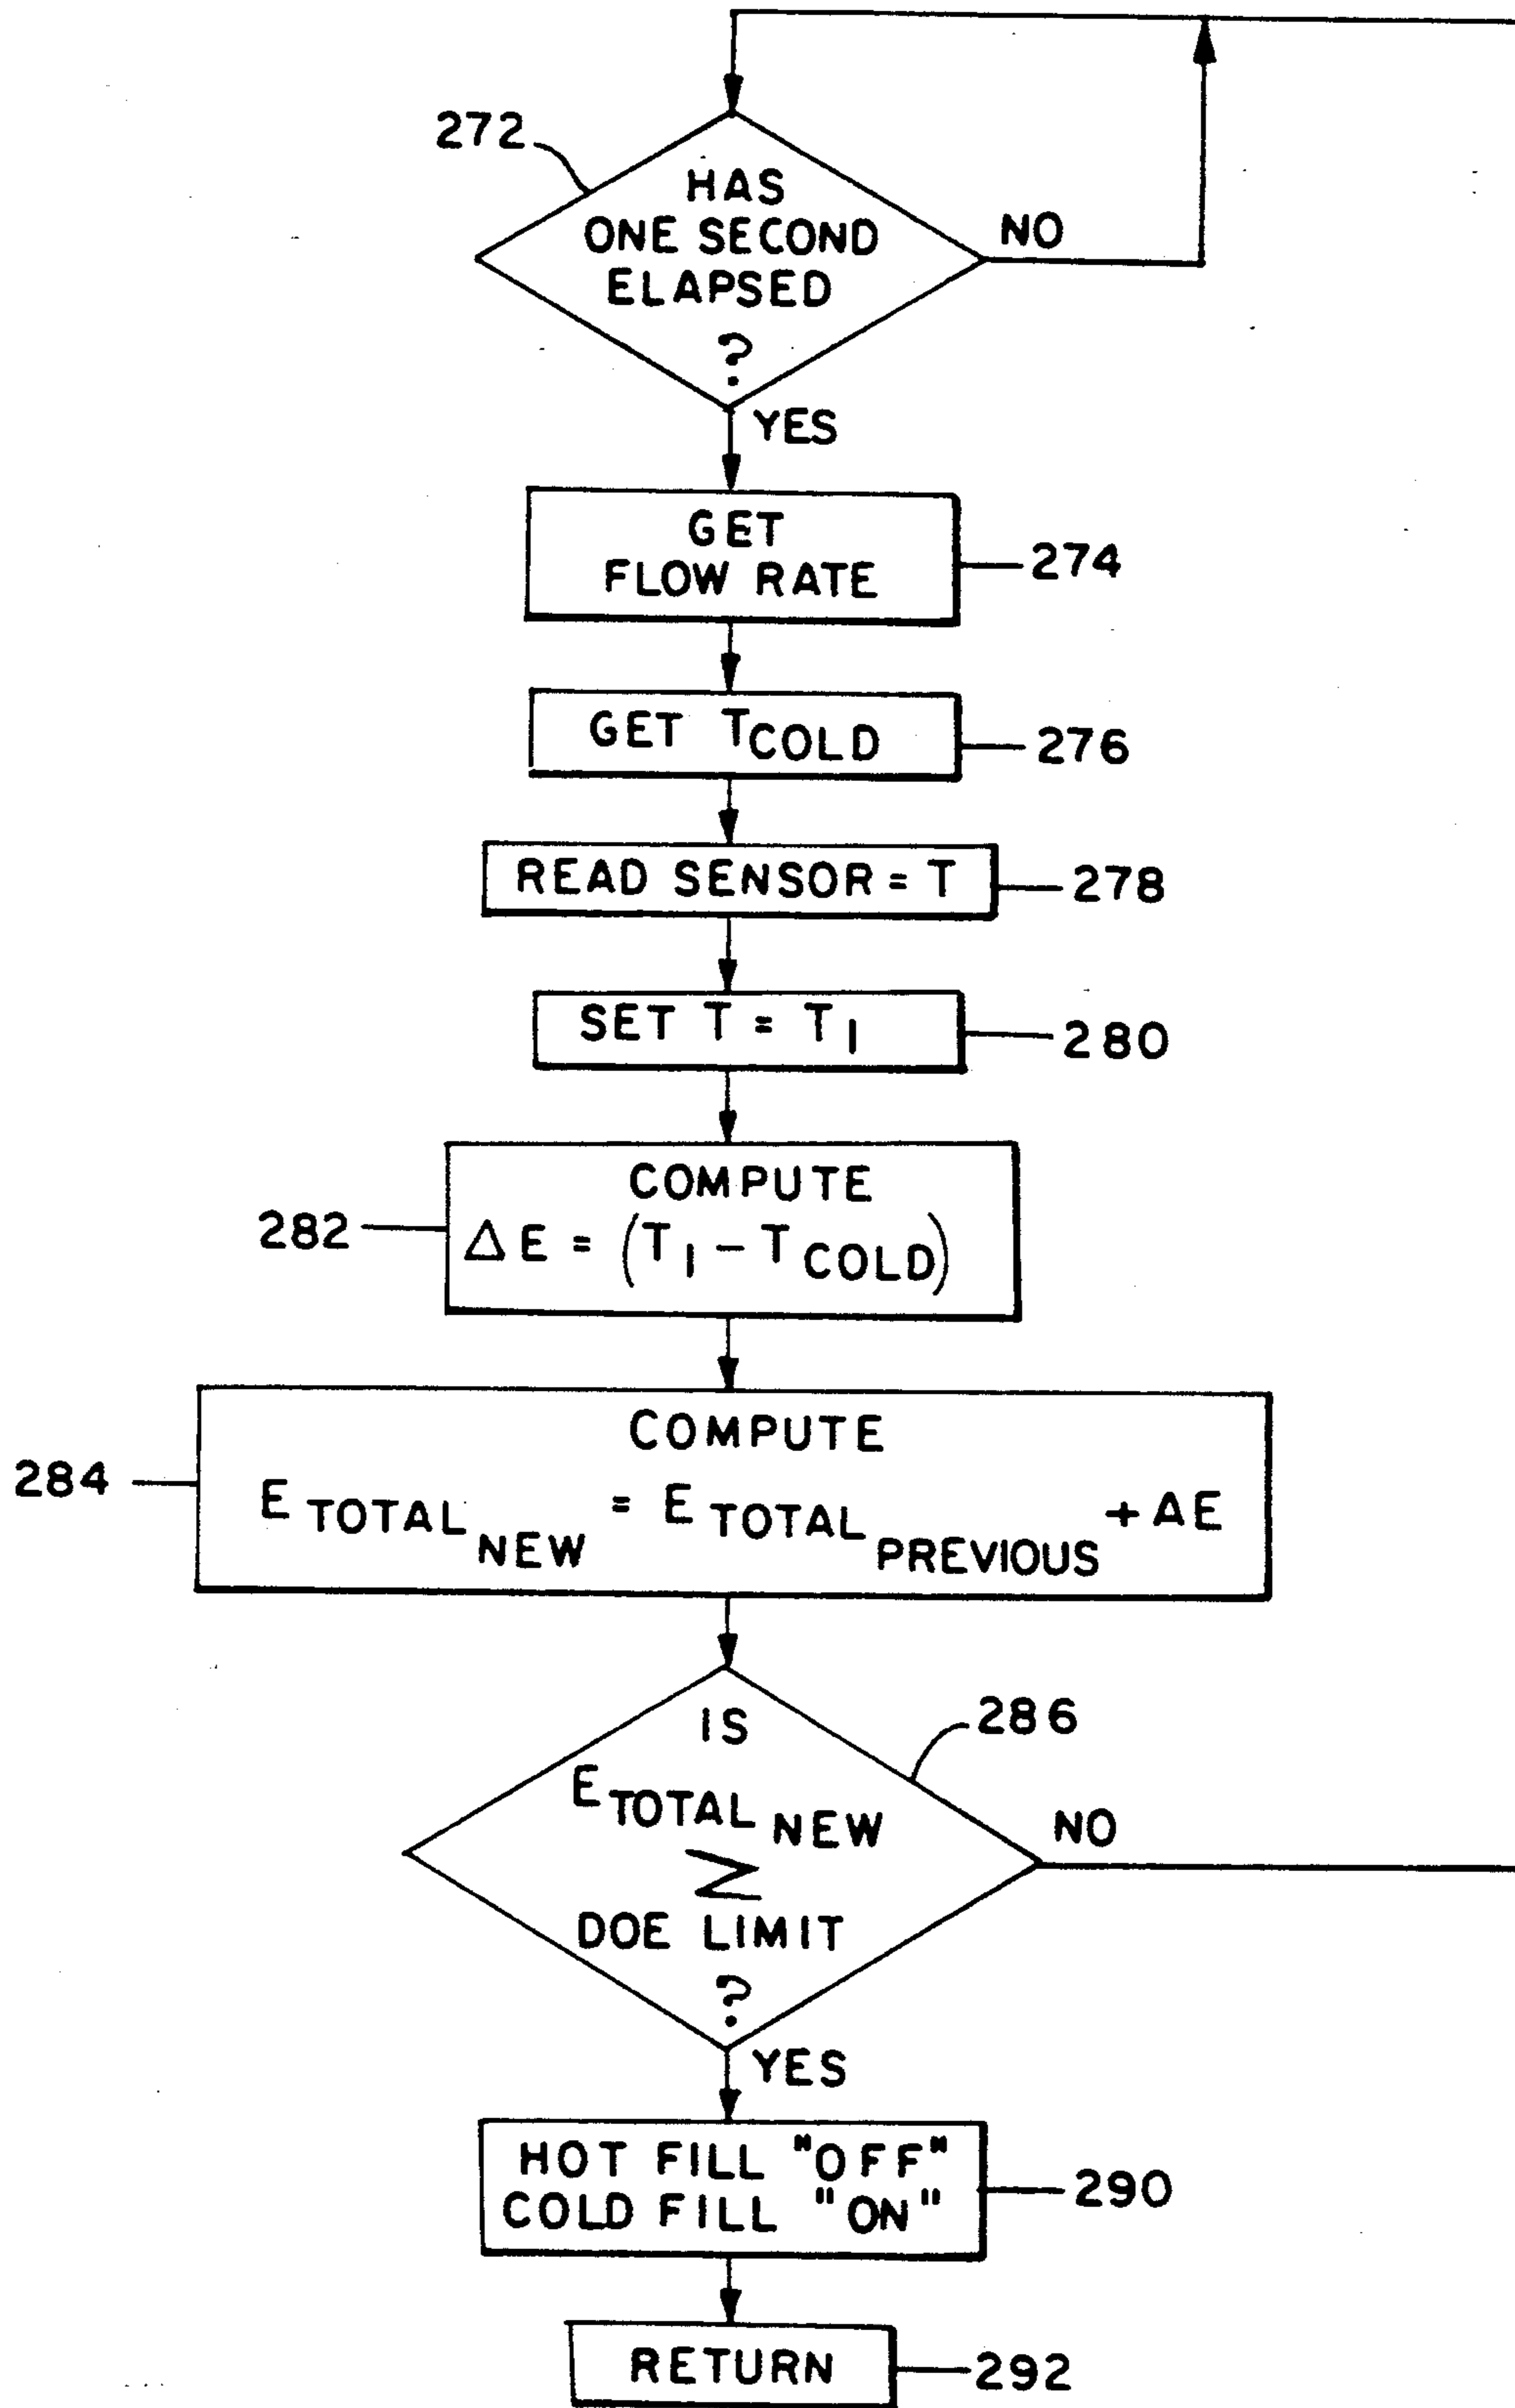 272
HAS
ONE SECOND
ELAPSED
?
NO
YES
GET
FLOW RATE
274
GET TCOLD
276
READ SENSOR = T
278
SET T = T1
280
COMPUTE
282
ΔE = (T1 - TCOLD)
COMPUTE
284
E TOTAL NEW = E TOTAL PREVIOUS + AE
IS
286
E TOTAL NEW
≥
DOE LIMIT
?
NO
YES
HOT FILL "OFF"
COLD FILL "ON"
290
RETURN
292